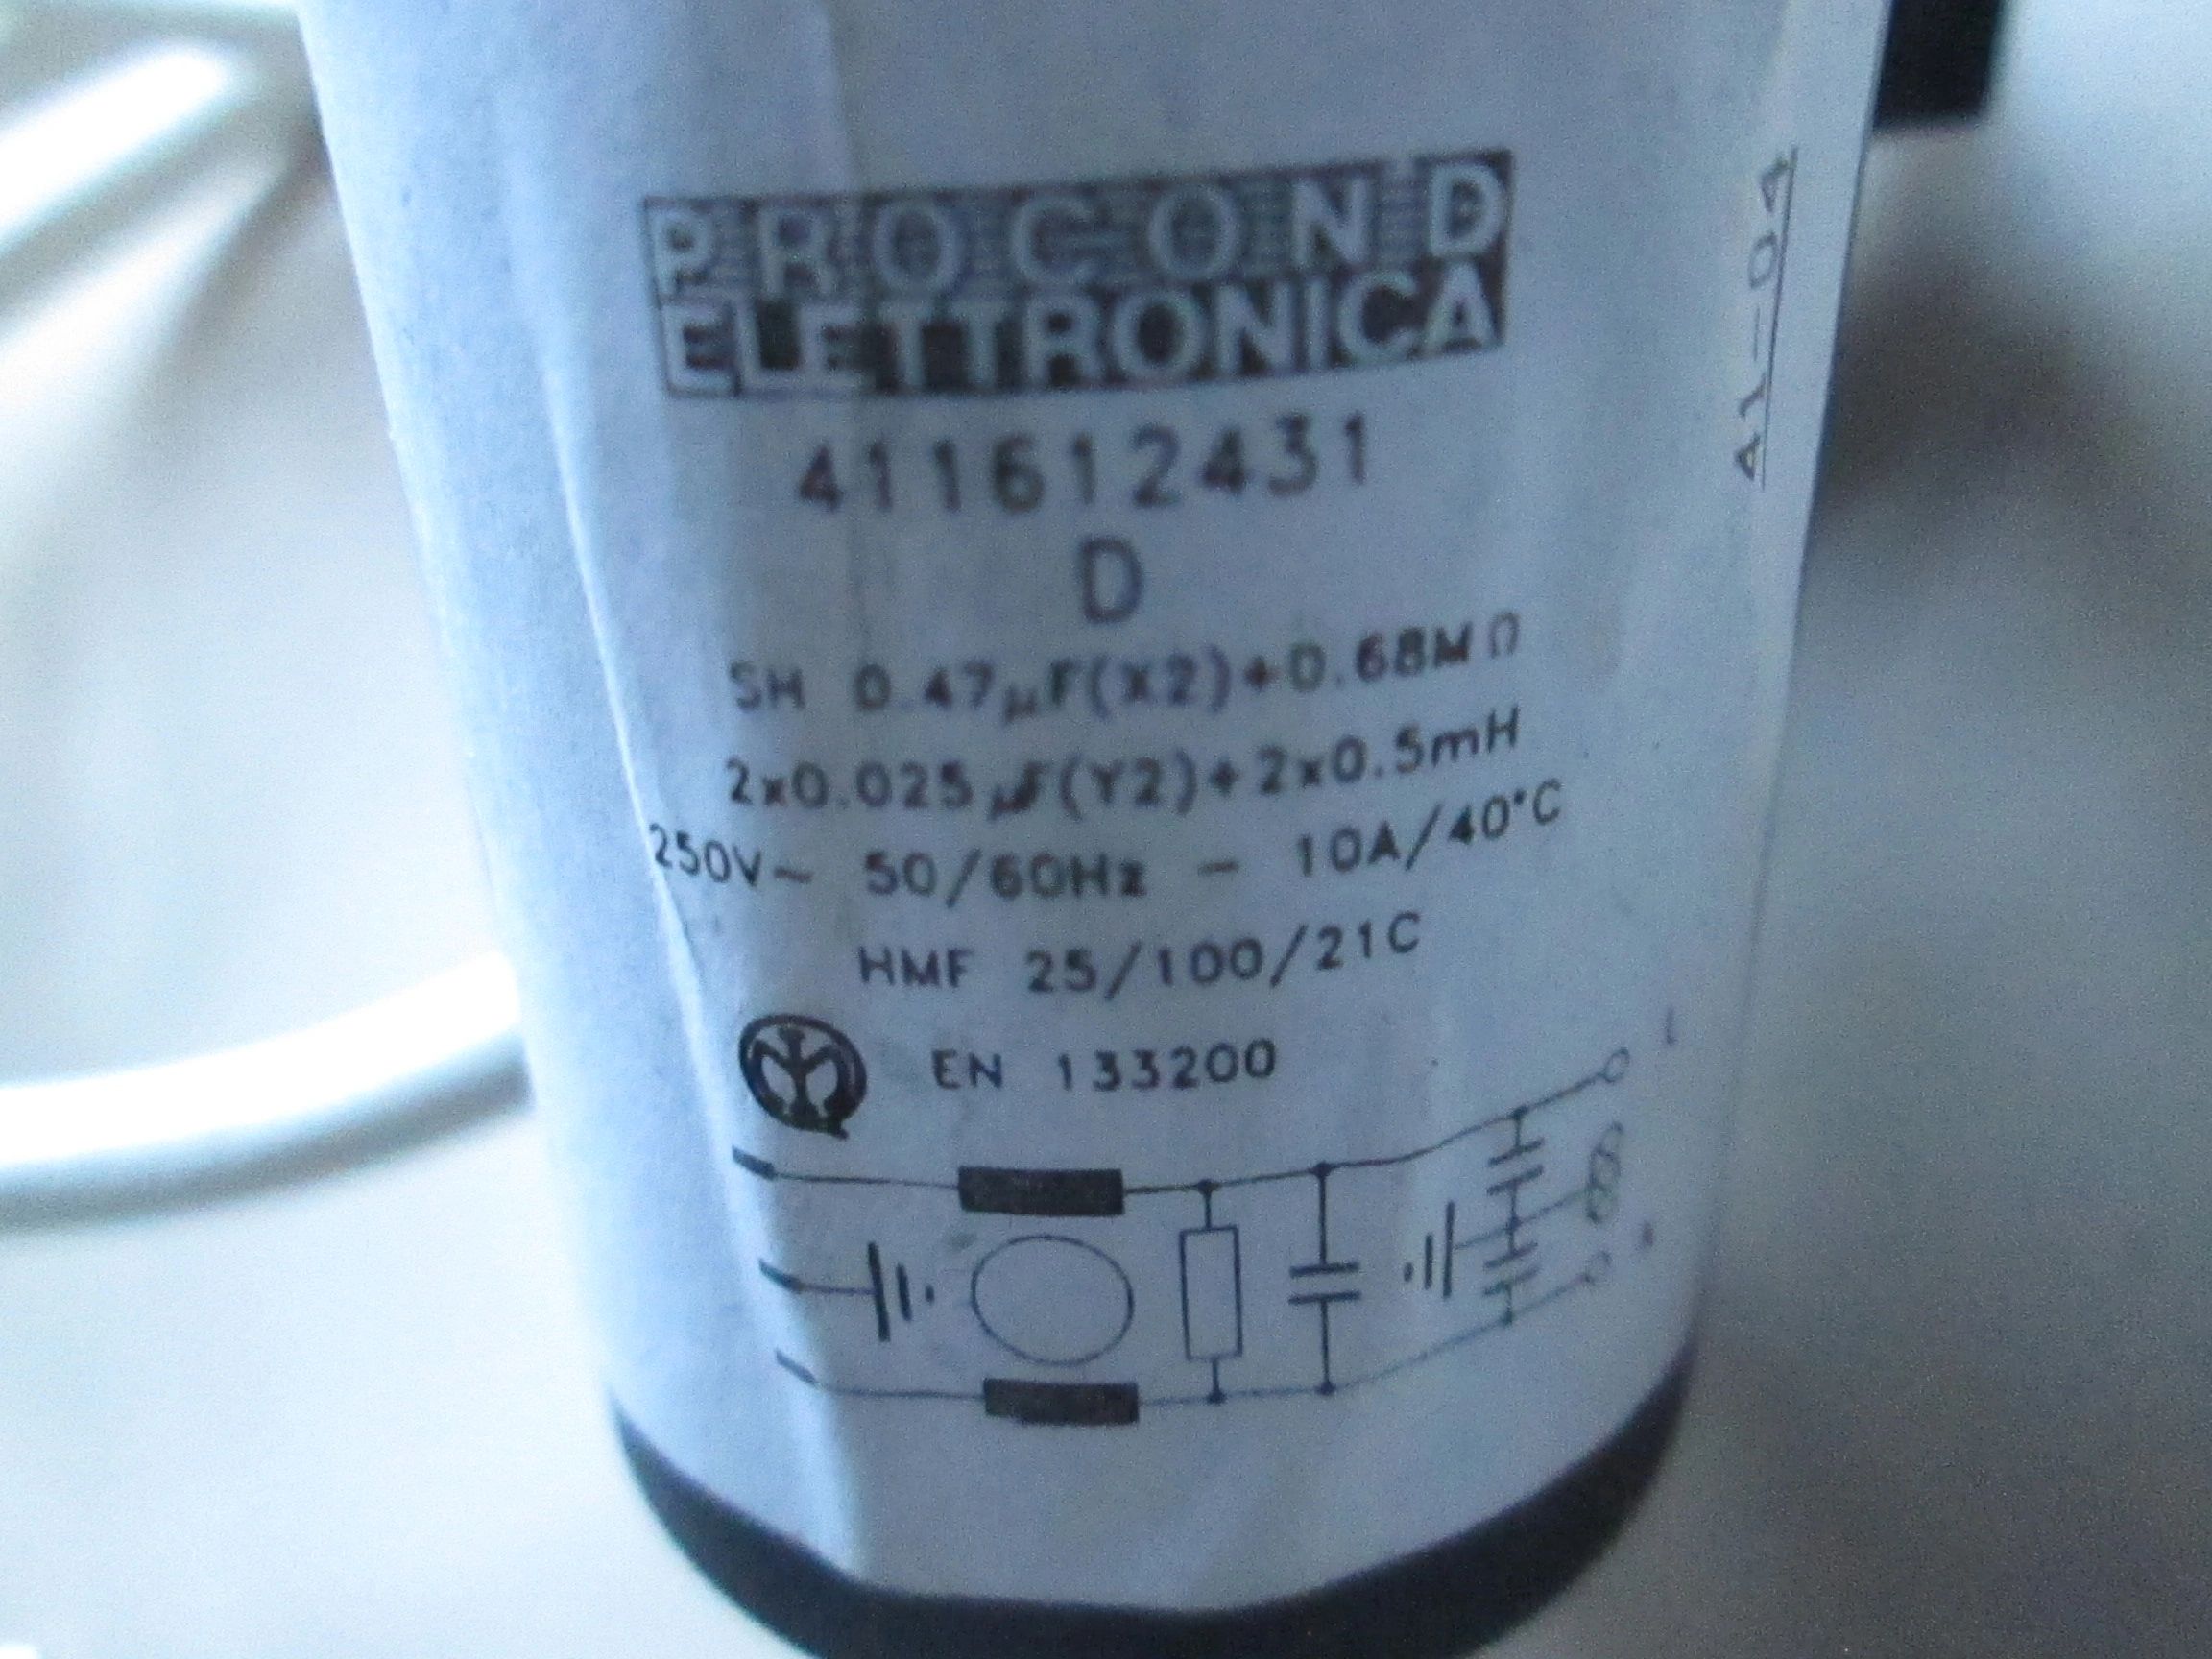 PROCOND
ELETTRONICA
411612431
D
SH 0.47µF(X2)+0.68MΩ
2x0.025µF(Y2)+2x0.5mH
250V~ 50/60Hz - 10A/40°C
HMF 25/100/21C
EN 133200
A1-04